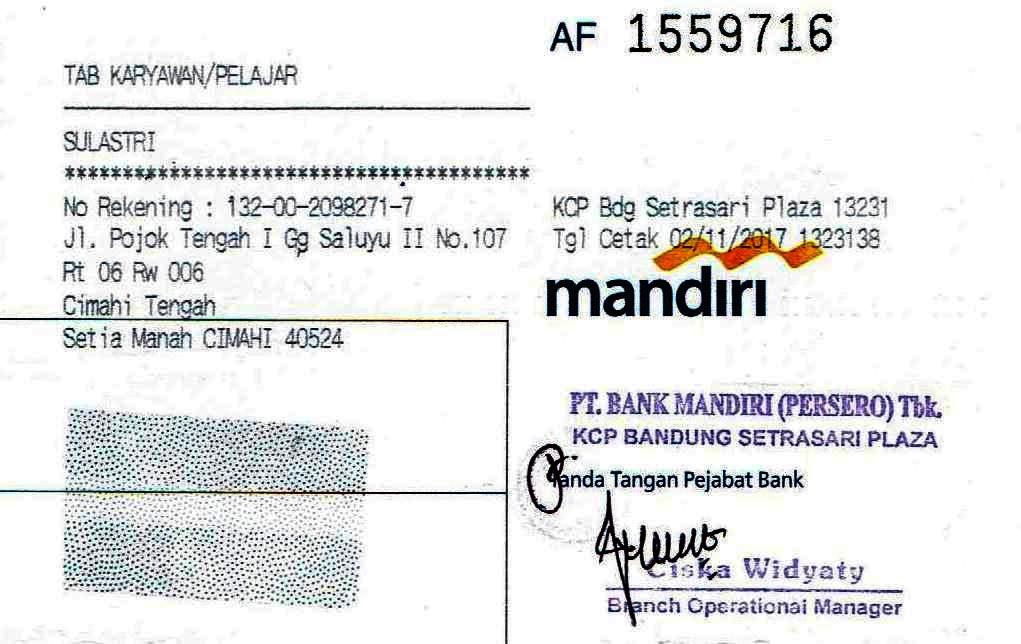 AF 1559716
TAB KARYAWAN/PELAJAR
SULASTRI
*****************************************
No Rekening : 132-00-2098271-7
Jl. Pojok Tengah I Gg Saluyu II No.107
Rt 06 Rw 006
Cimahi Tengah
Setia Manah CIMAHI 40524
KCP Bdg Setrasari Plaza 13231
Tgl Cetak 02/11/2017 1323138
mandiri
PT. BANK MANDIRI (PERSERO) Tbk.
KCP BANDUNG SETRASARI PLAZA
Tanda Tangan Pejabat Bank
Ciska Widyaty
Branch Operational Manager